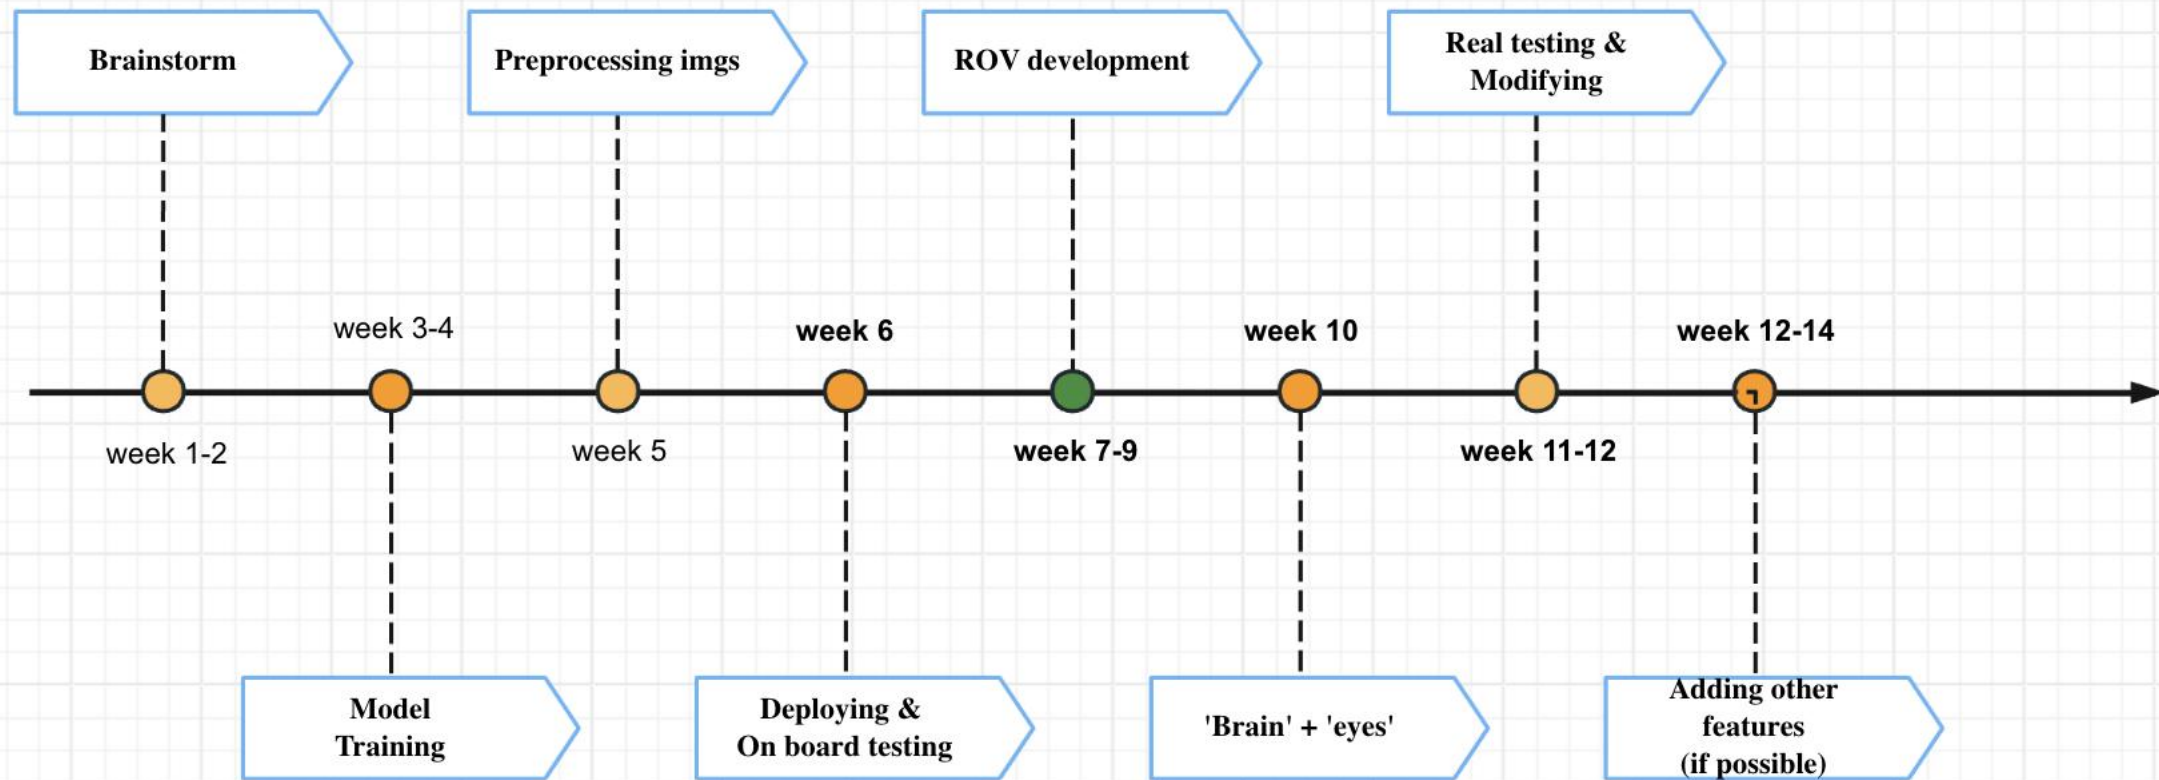 Brainstorm
Preprocessing imgs
ROV development
Real testing &
Modifying
week 3-4
week 6
week 10
week 12-14
week 1-2
week 5
week 7-9
week 11-12
Model
Training
Deploying &
On board testing
'Brain' + 'eyes'
Adding other
features
(if possible)